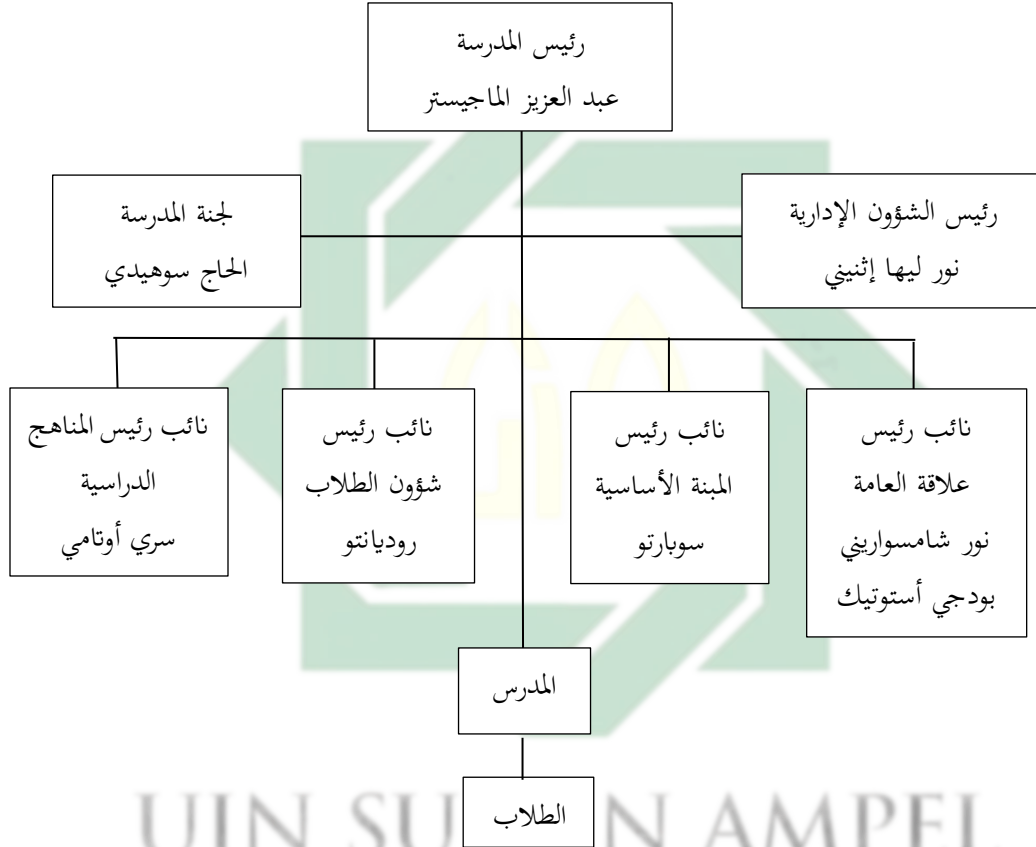 رئيس المدرسة
عبد العزيز الماجيستر
رئيس الشؤون الإدارية
نور ليها إثنيني
لجنة المدرسة
الحاج سوهيدي
نائب رئيس
علاقة العامة
نور شامسواريني
بودجي أستوتيك
نائب رئيس
المبنة الأساسية
سوبارتو
نائب رئيس
شؤون الطلاب
روديانتو
نائب رئيس المناهج
الدراسية
سري أوتامي
المدرس
الطلاب
UIN SU N AMPEL